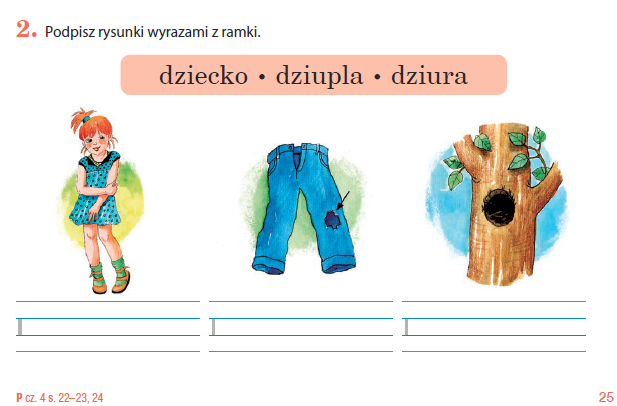 2. Podpisz rysunki wyrazami z ramki.
dziecko • dziupla • dziura
P cz. 4 s. 22–23, 24
25